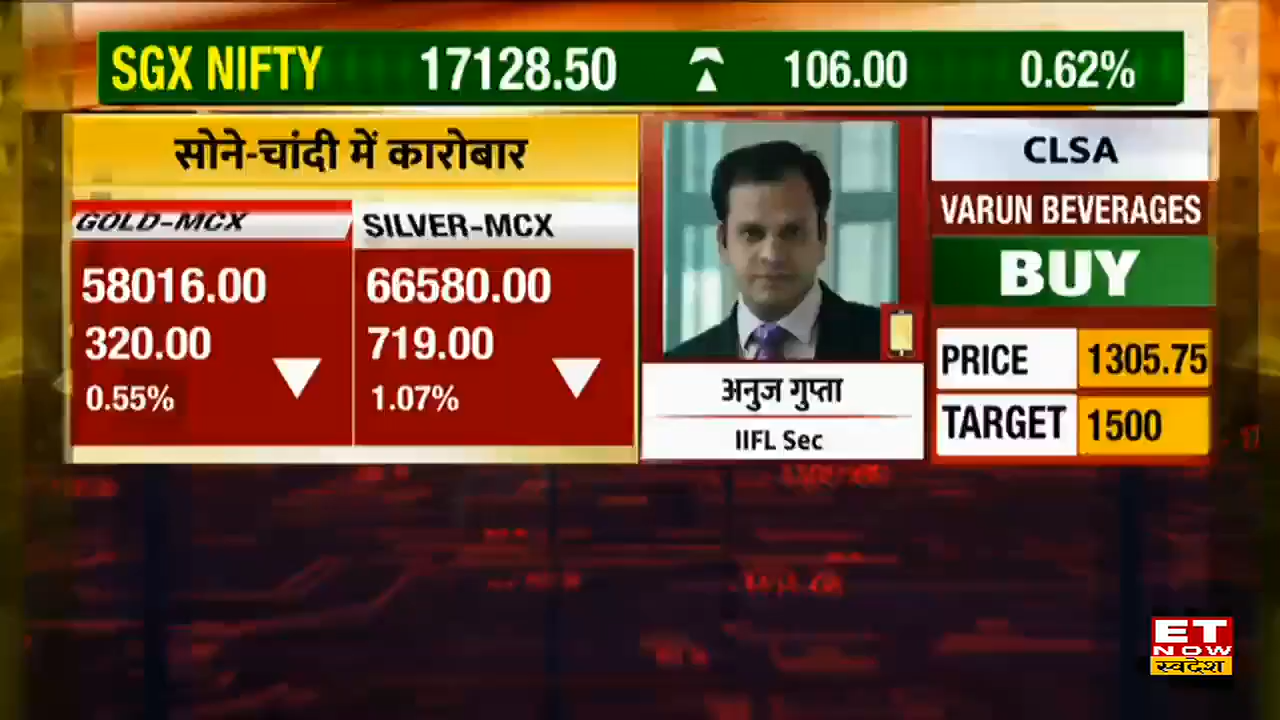 SGX NIFTY 17128.50 106.00 0.62%
सोने-चांदी में कारोबार
GOLD-MCX
58016.00
320.00
0.55%
SILVER-MCX
66580.00
719.00
1.07%
अनुज गुप्ता
IIFL Sec
CLSA
VARUN BEVERAGES
BUY
PRICE 1305.75
TARGET 1500
ET
NOW
स्वदेश